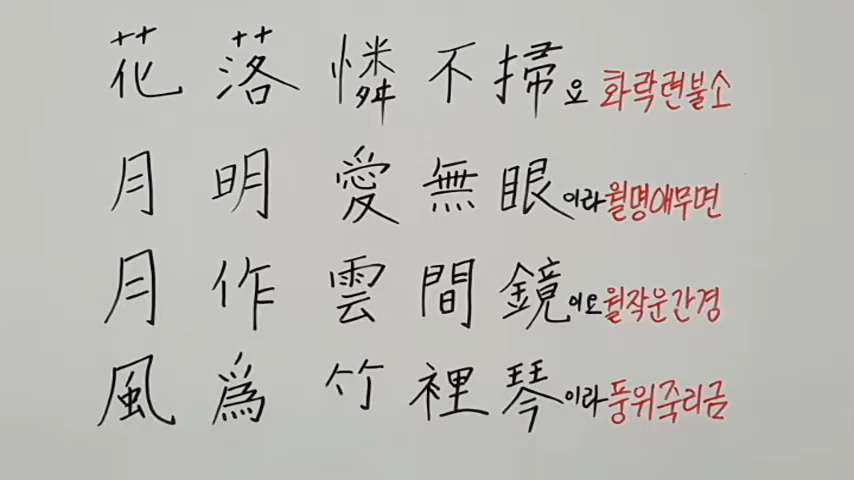 花落憐不掃요 화락련불소
月明愛無眼이라 월명애무면
月作雲間鏡이요 월작운간경
風爲竹裡琴이라 풍위죽리금